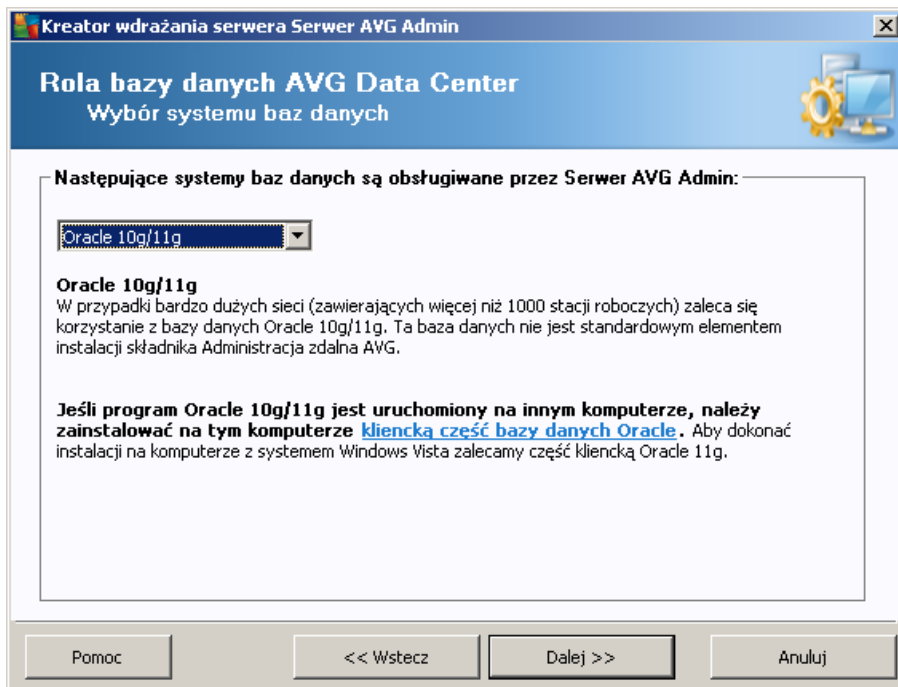 Kreator wdrażania serwera Serwer AVG Admin
Rola bazy danych AVG Data Center
Wybór systemu baz danych
Następujące systemy baz danych są obsługiwane przez Serwer AVG Admin:
Oracle 10g/11g
Oracle 10g/11g
W przypadki bardzo dużych sieci (zawierających więcej niż 1000 stacji roboczych) zaleca się
korzystanie z bazy danych Oracle 10g/11g. Ta baza danych nie jest standardowym elementem
instalacji składnika Administracja zdalna AVG.
Jeśli program Oracle 10g/11g jest uruchomiony na innym komputerze, należy
zainstalować na tym komputerze kliencką część bazy danych Oracle. Aby dokonać
instalacji na komputerze z systemem Windows Vista zalecamy część kliencką Oracle 11g.
Pomoc
<< Wstecz
Dalej >>
Anuluj